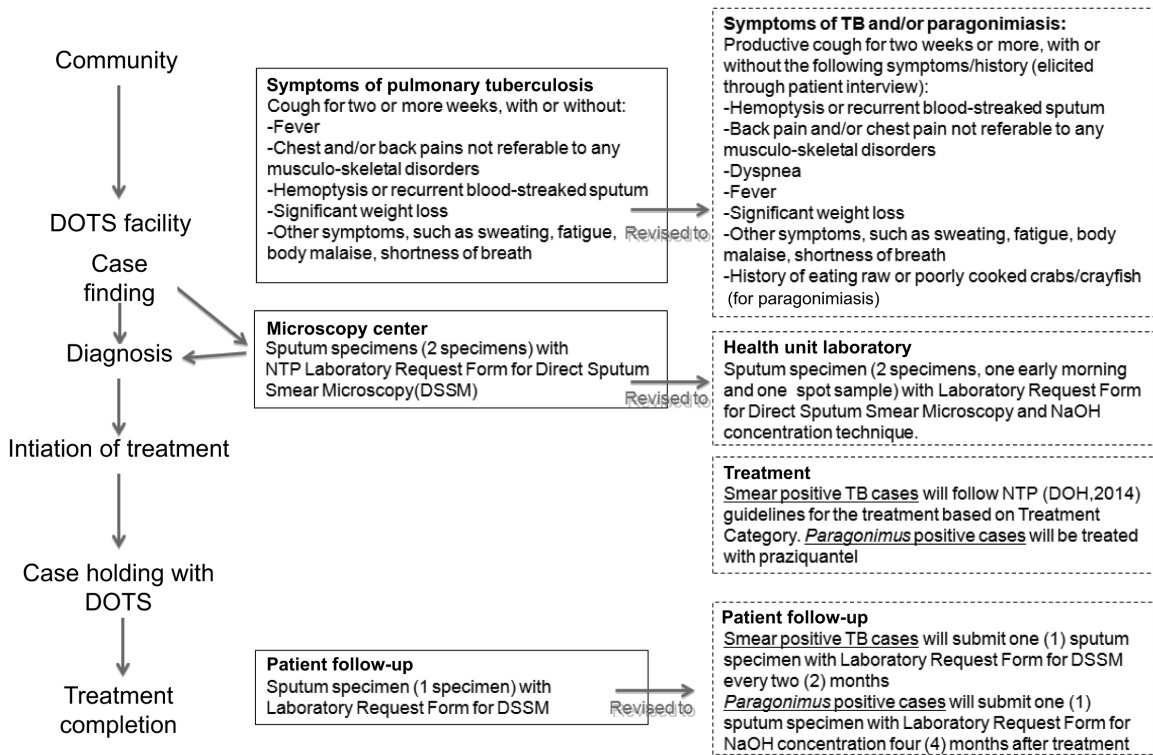 Community
DOTS facility
Case
finding
Diagnosis
Intiation of treatment
Case holding with
DOTS
Treatment
completion
Symptoms of pulmonary tuberculosis
Cough for two or more weeks, with or without:
-Fever
-Chest and/or back pains not referable to any
musculo-skeletal disorders
-Hemoptysis or recurrent blood-streaked sputum
-Significant weight loss
-Other symptoms, such as sweating, fatigue,
body malaise, shortness of breath
Revised to
Symptoms of TB and/or paragonimiasis:
Productive cough for two weeks or more, with or
without the following symptoms/history (elicited
through patient interview):
-Hemoptysis or recurrent blood-streaked sputum
-Back pain and/or chest pain not referable to any
musculo-skeletal disorders
-Dyspnea
-Fever
-Significant weight loss
-Other symptoms, such as sweating, fatigue, body
malaise, shortness of breath
-History of eating raw or poorly cooked crabs/crayfish
(for paragonimiasis)
Microscopy center
Sputum specimens (2 specimens) with
NTP Laboratory Request Form for Direct Sputum
Smear Microscopy(DSSM)
Revised to
Health unit laboratory
Sputum specimen (2 specimens, one early morning
and one spot sample) with Laboratory Request Form
for Direct Sputum Smear Microscopy and NaOH
concentration technique.
Treatment
Smear positive TB cases will follow NTP (DOH,2014)
guidelines for the treatment based on Treatment
Category. Paragonimus positive cases will be treated
with praziquantel
Patient follow-up
Sputum specimen (1 specimen) with
Laboratory Request Form for DSSM
Revised to
Patient follow-up
Smear positive TB cases will submit one (1) sputum
specimen with Laboratory Request Form for DSSM
every two (2) months
Paragonimus positive cases will submit one (1)
sputum specimen with Laboratory Request Form for
NaOH concentration four (4) months after treatment